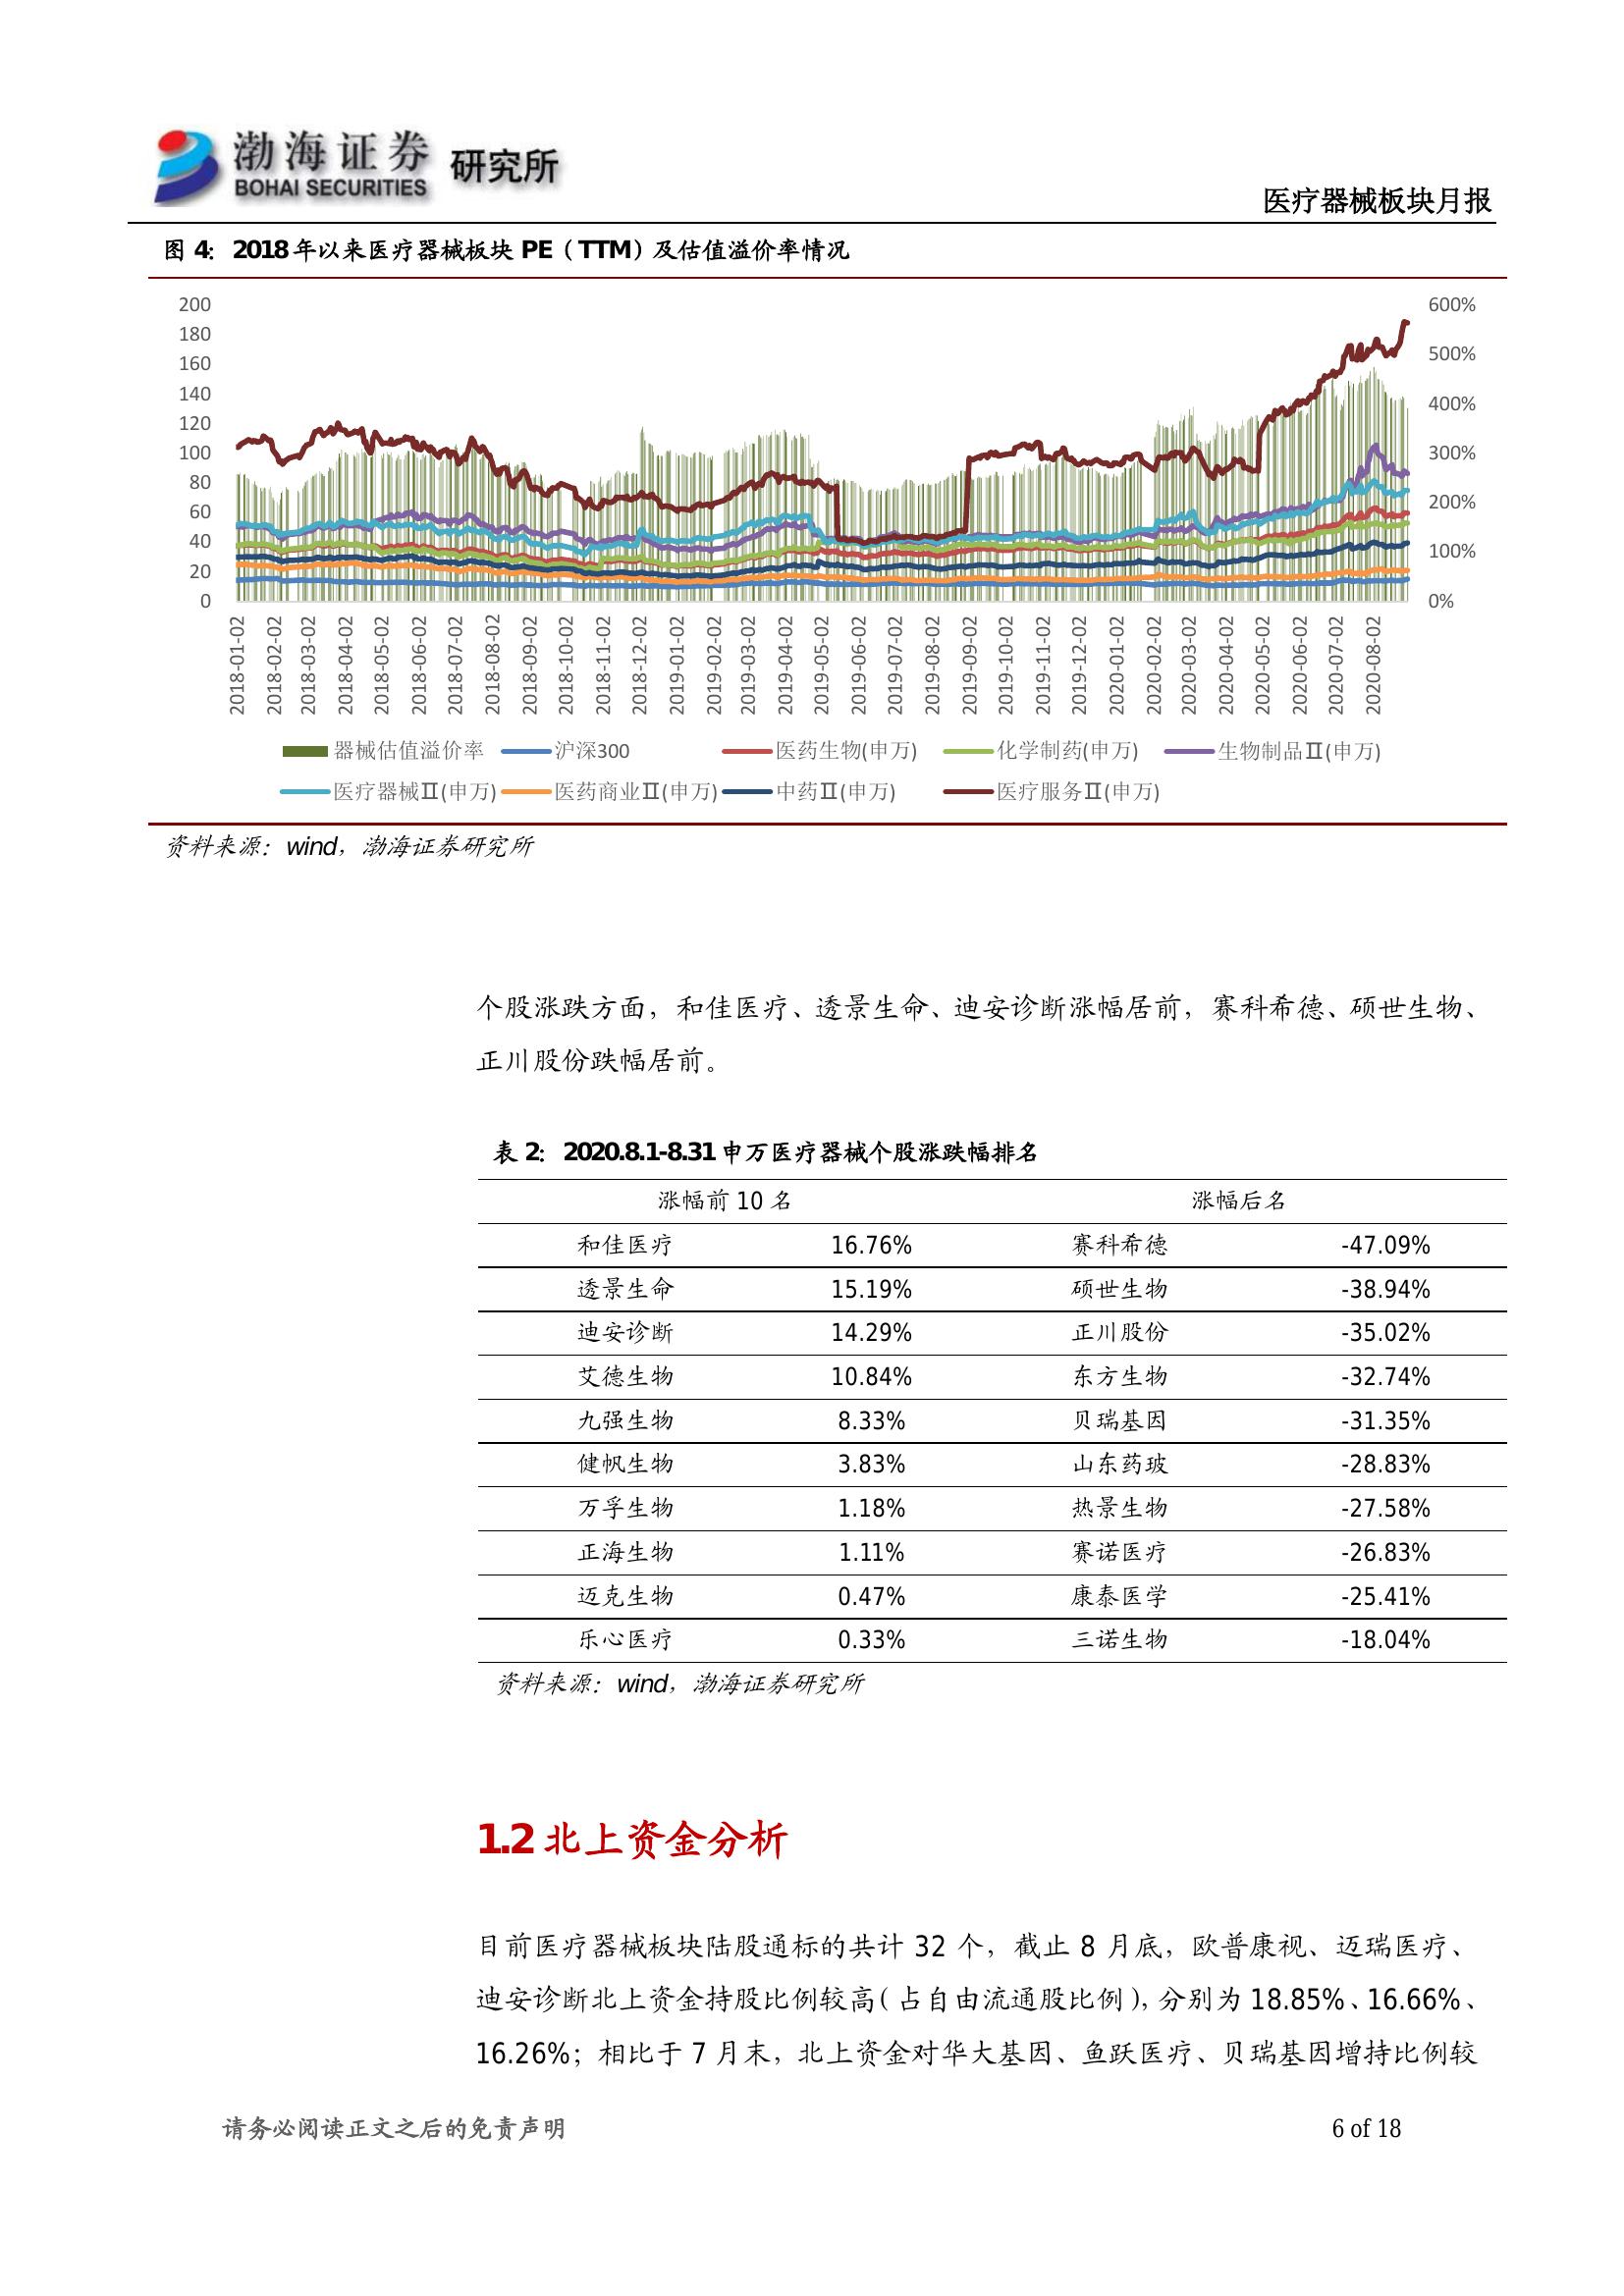 渤海证券 研究所
BOHAI SECURITIES
医疗器械板块月报
图 4：2018 年以来医疗器械板块 PE（TTM）及估值溢价率情况
200
180
160
140
120
100
80
60
40
20
0
600%
500%
400%
300%
200%
100%
0%
2018-01-02
2018-02-02
2018-03-02
2018-04-02
2018-05-02
2018-06-02
2018-07-02
2018-08-02
2018-09-02
2018-10-02
2018-11-02
2018-12-02
2019-01-02
2019-02-02
2019-03-02
2019-04-02
2019-05-02
2019-06-02
2019-07-02
2019-08-02
2019-09-02
2019-10-02
2019-11-02
2019-12-02
2020-01-02
2020-02-02
2020-03-02
2020-04-02
2020-05-02
2020-06-02
2020-07-02
2020-08-02
器械估值溢价率 沪深300 医药生物(申万) 化学制药(申万) 生物制品Ⅱ(申万)
医疗器械Ⅱ(申万) 医药商业Ⅱ(申万) 中药Ⅱ(申万) 医疗服务Ⅱ(申万)
资料来源：wind，渤海证券研究所
个股涨跌方面，和佳医疗、透景生命、迪安诊断涨幅居前，赛科希德、硕世生物、
正川股份跌幅居前。
表 2：2020.8.1-8.31 申万医疗器械个股涨跌幅排名
涨幅前 10 名 涨幅后名
和佳医疗 16.76% 赛科希德 -47.09%
透景生命 15.19% 硕世生物 -38.94%
迪安诊断 14.29% 正川股份 -35.02%
艾德生物 10.84% 东方生物 -32.74%
九强生物 8.33% 贝瑞基因 -31.35%
健帆生物 3.83% 山东药玻 -28.83%
万孚生物 1.18% 热景生物 -27.58%
正海生物 1.11% 赛诺医疗 -26.83%
迈克生物 0.47% 康泰医学 -25.41%
乐心医疗 0.33% 三诺生物 -18.04%
资料来源：wind，渤海证券研究所
1.2 北上资金分析
目前医疗器械板块陆股通标的共计 32 个，截止 8 月底，欧普康视、迈瑞医疗、
迪安诊断北上资金持股比例较高（占自由流通股比例），分别为 18.85%、16.66%、
16.26%；相比于 7 月末，北上资金对华大基因、鱼跃医疗、贝瑞基因增持比例较
请务必阅读正文之后的免责声明
6 of 18